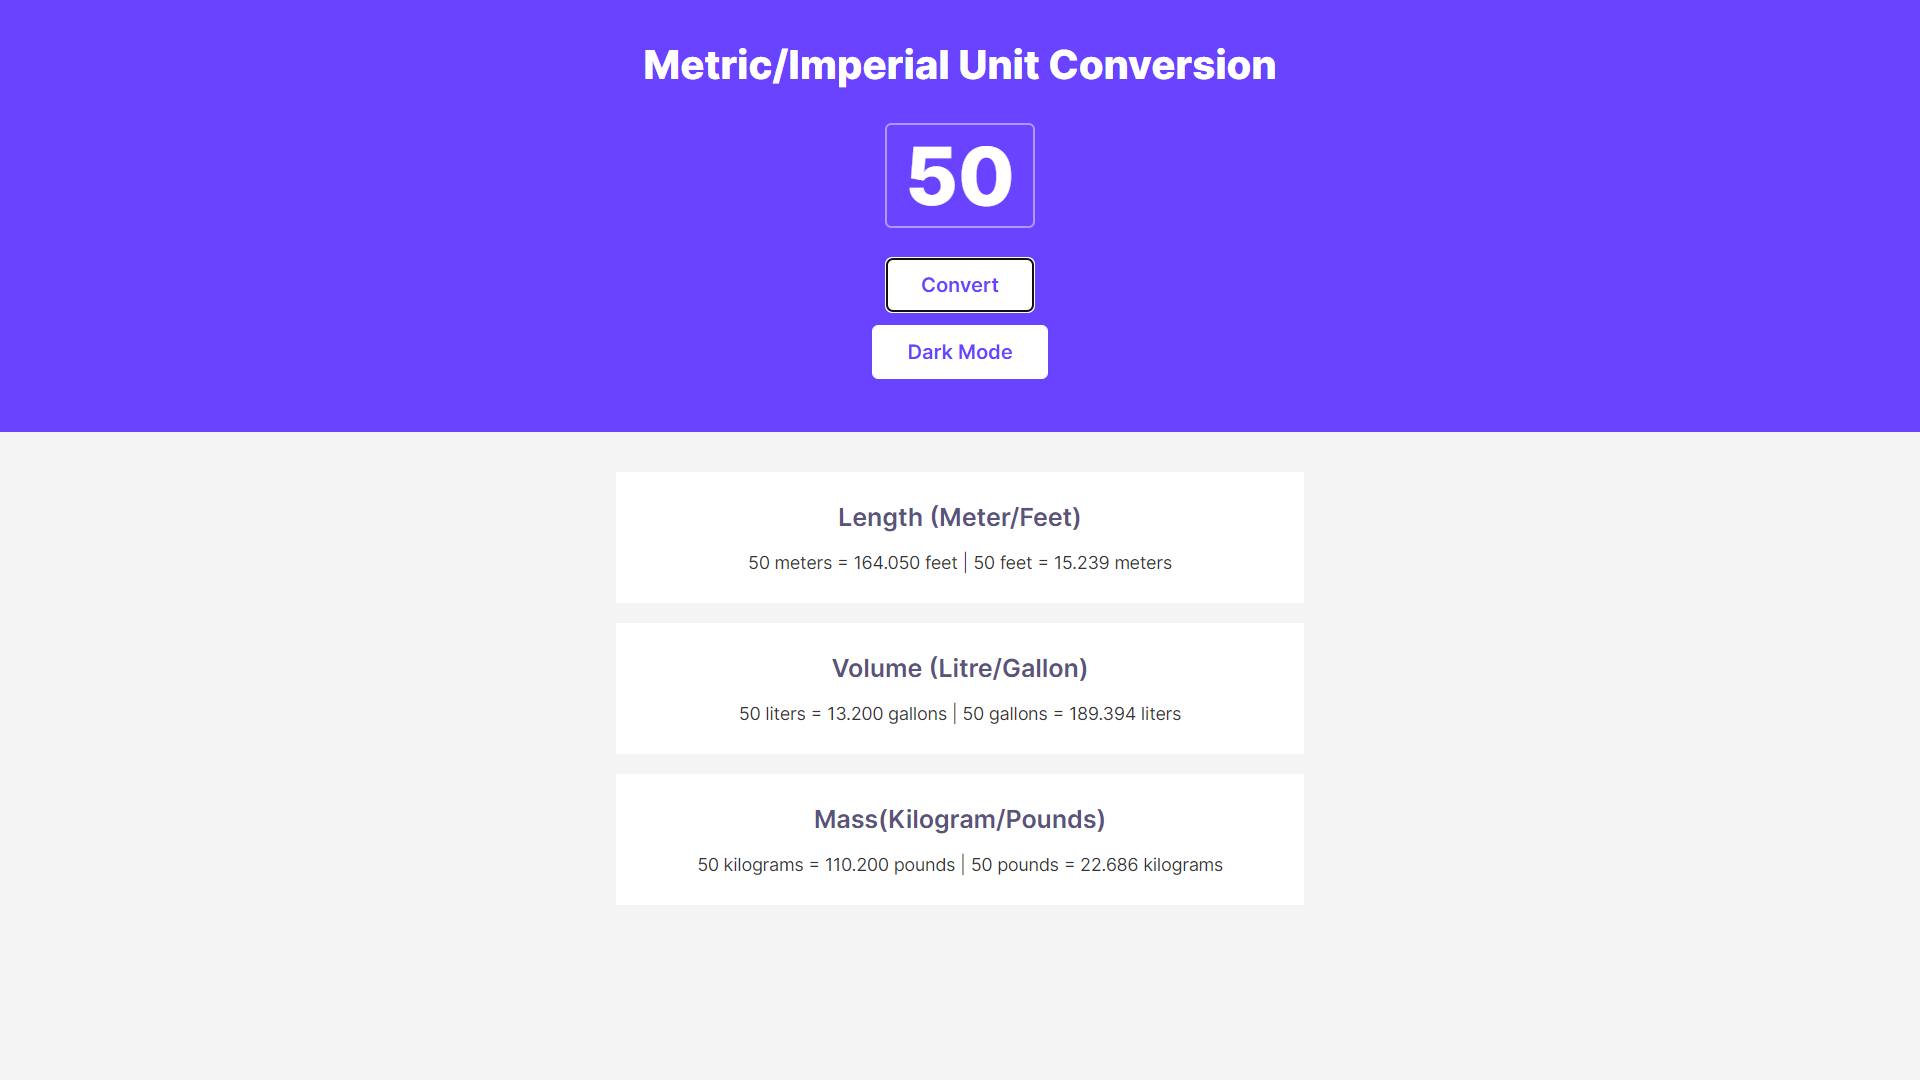 Metric/Imperial Unit Conversion
50
Convert
Dark Mode
Length (Meter/Feet)
50 meters = 164.050 feet | 50 feet = 15.239 meters
Volume (Litre/Gallon)
50 liters = 13.200 gallons | 50 gallons = 189.394 liters
Mass(Kilogram/Pounds)
50 kilograms = 110.200 pounds | 50 pounds = 22.686 kilograms